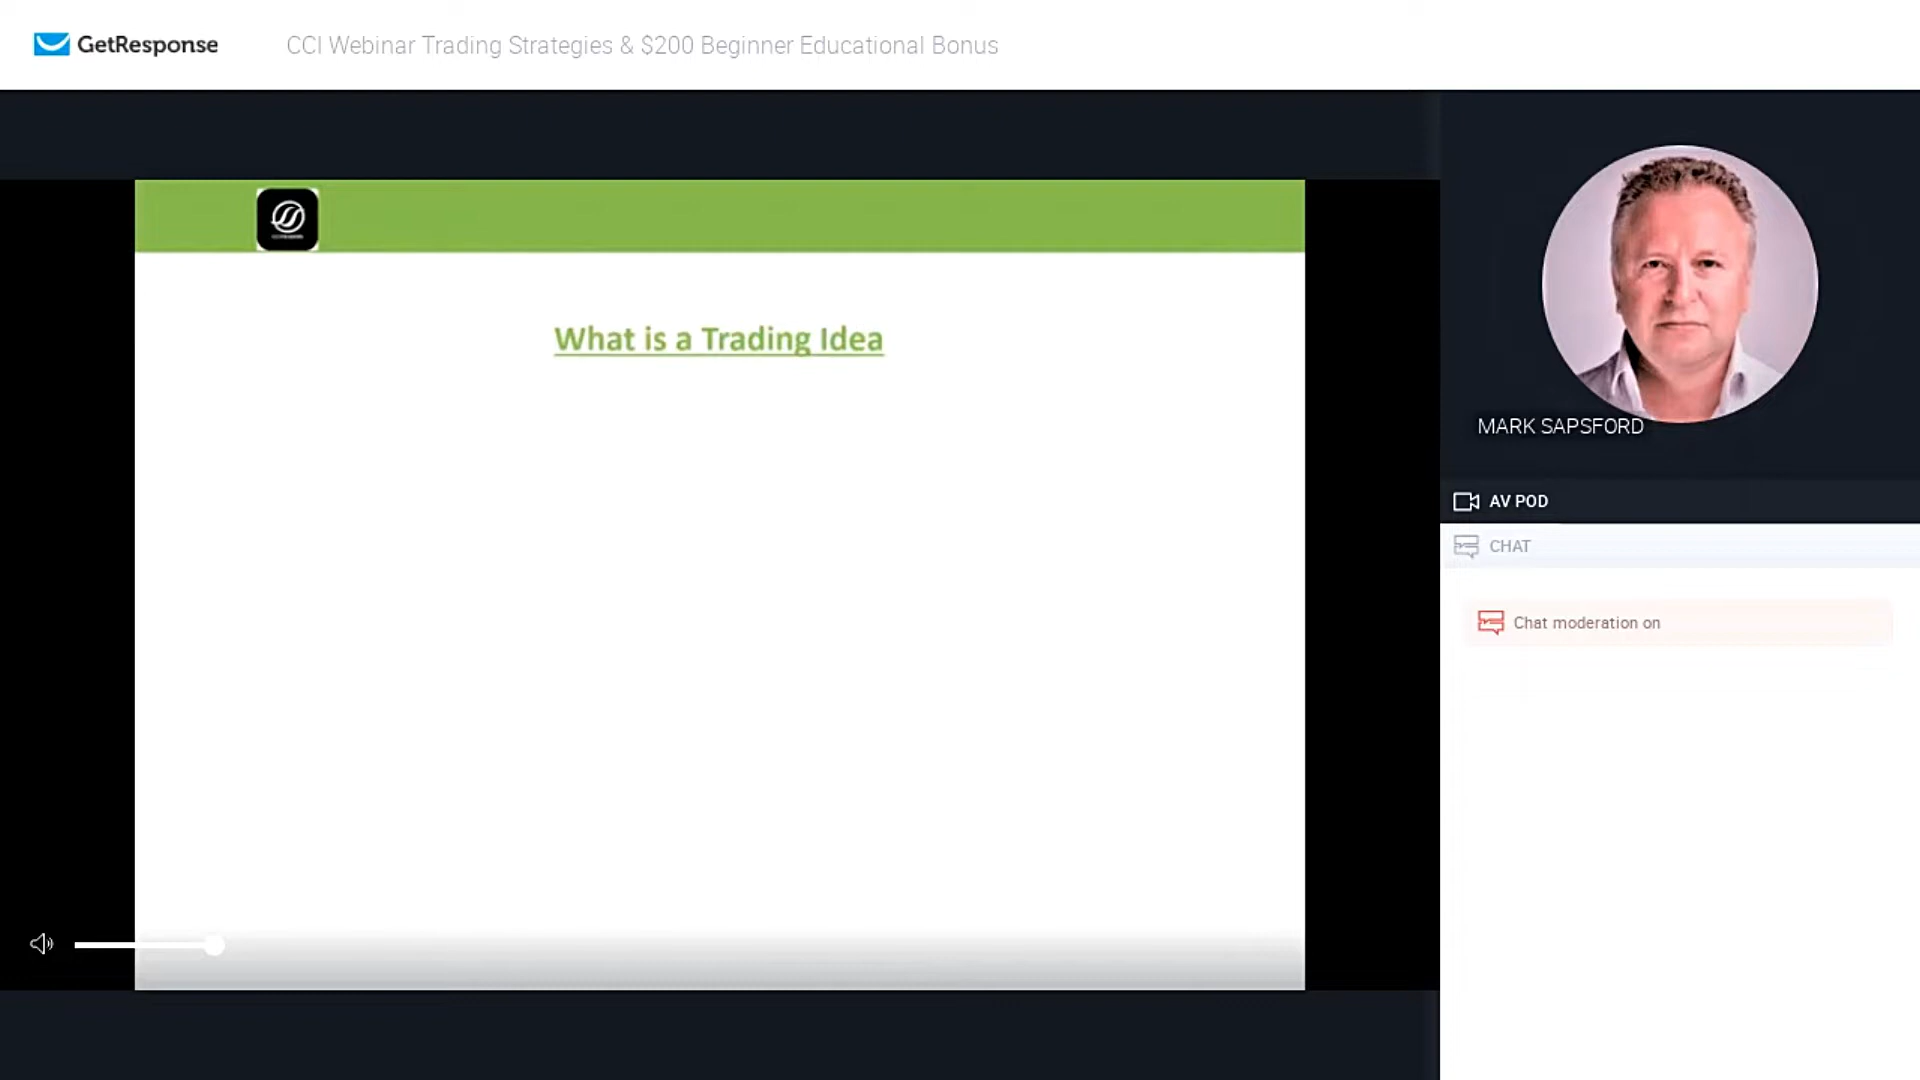 GetResponse
CCI Webinar Trading Strategies & $200 Beginner Educational Bonus
What is a Trading Idea
MARK SAPSFORD
AV POD
CHAT
Chat moderation on